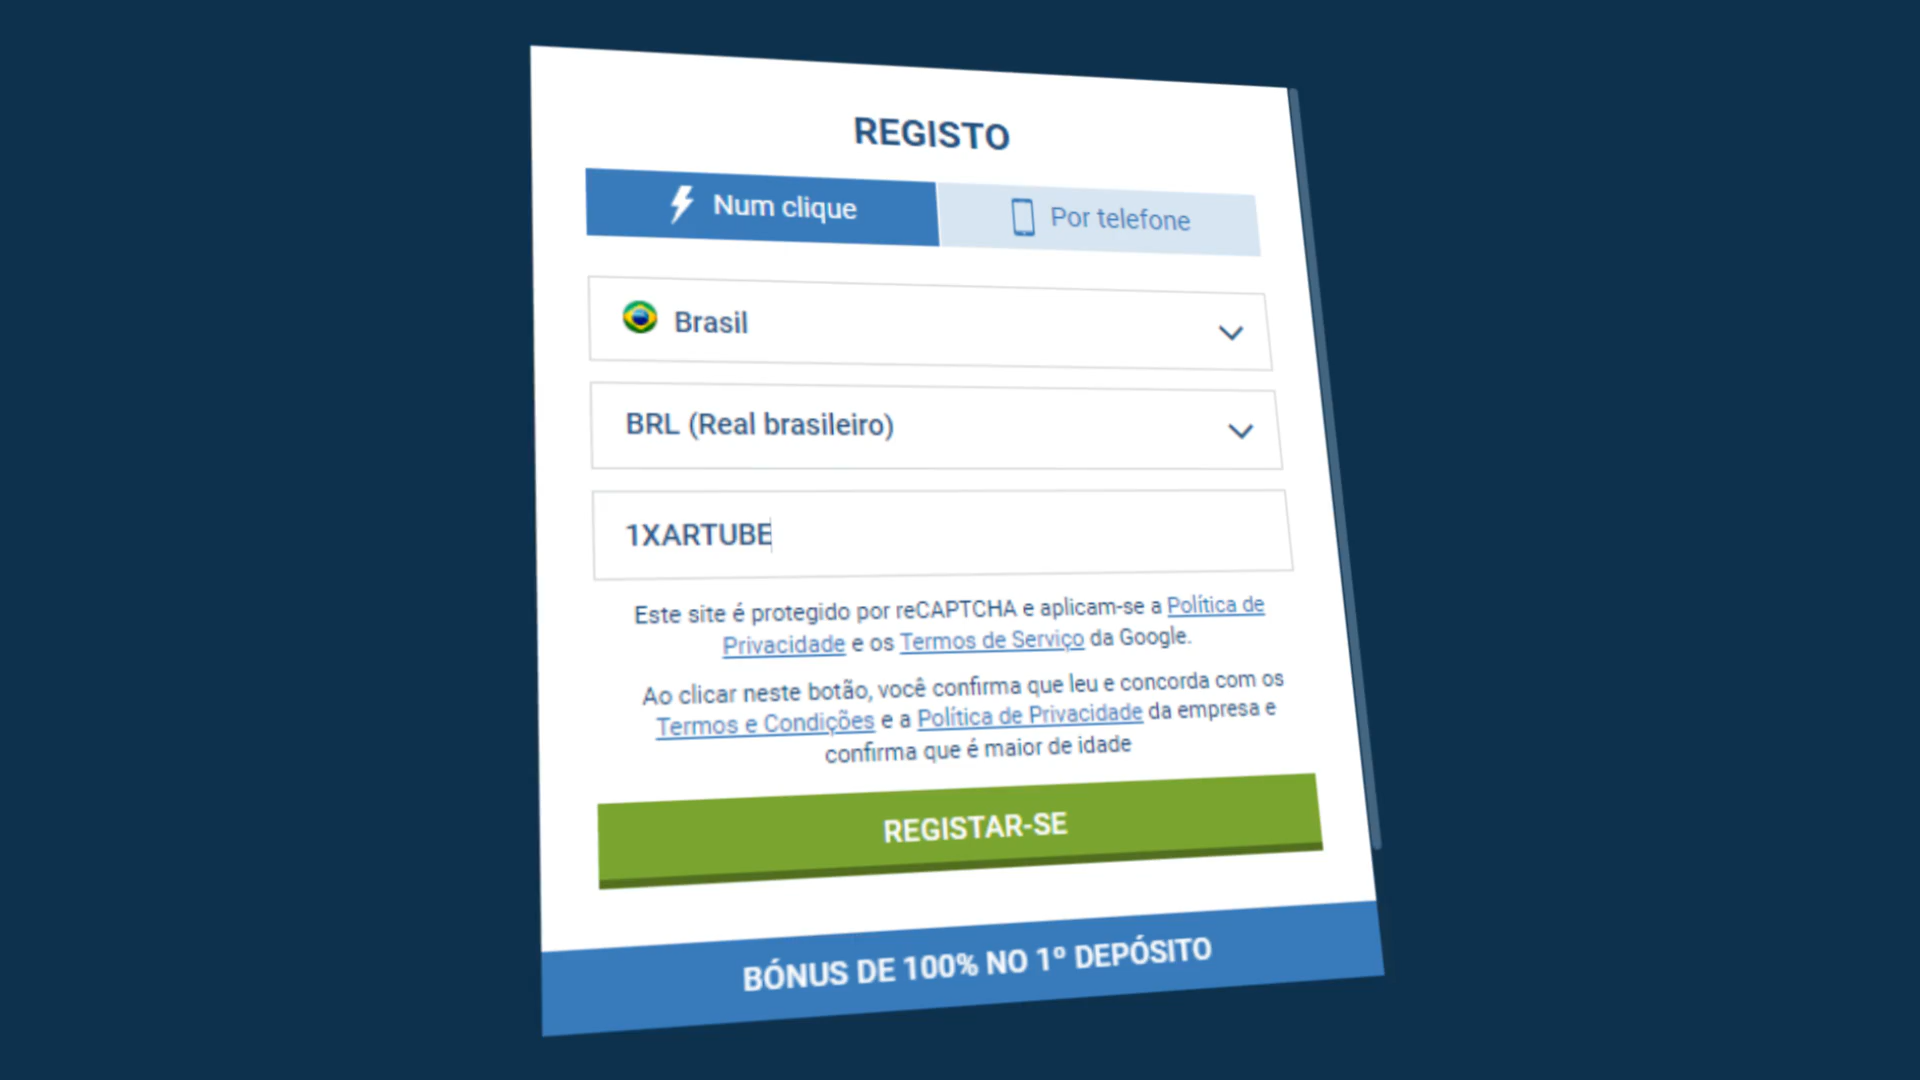 REGISTO
Num clique
Por telefone
Brasil
BRL (Real brasileiro)
1XARTUBE
Este site é protegido por reCAPTCHA e aplicam-se a Política de
Privacidade e os Termos de Serviço da Google.
Ao clicar neste botão, você confirma que leu e concorda com os
Termos e Condições e a Política de Privacidade da empresa e
confirma que é maior de idade
REGISTAR-SE
BÓNUS DE 100% NO 1º DEPÓSITO